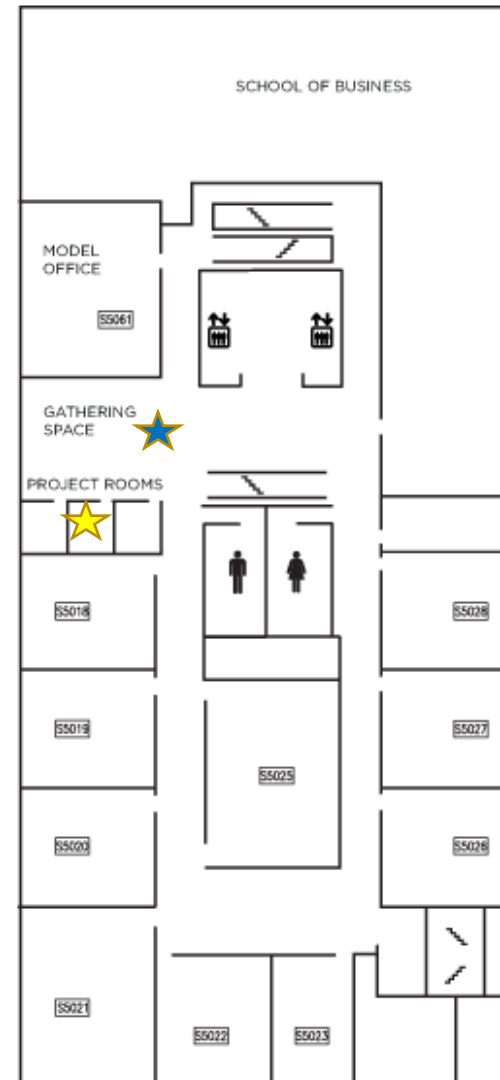 SCHOOL OF BUSINESS
MODEL
OFFICE
S5061
GATHERING
SPACE
PROJECT ROOMS
S5018
S5028
S5019
S5027
S5025
S5020
S5026
S5021
S5022
S5023